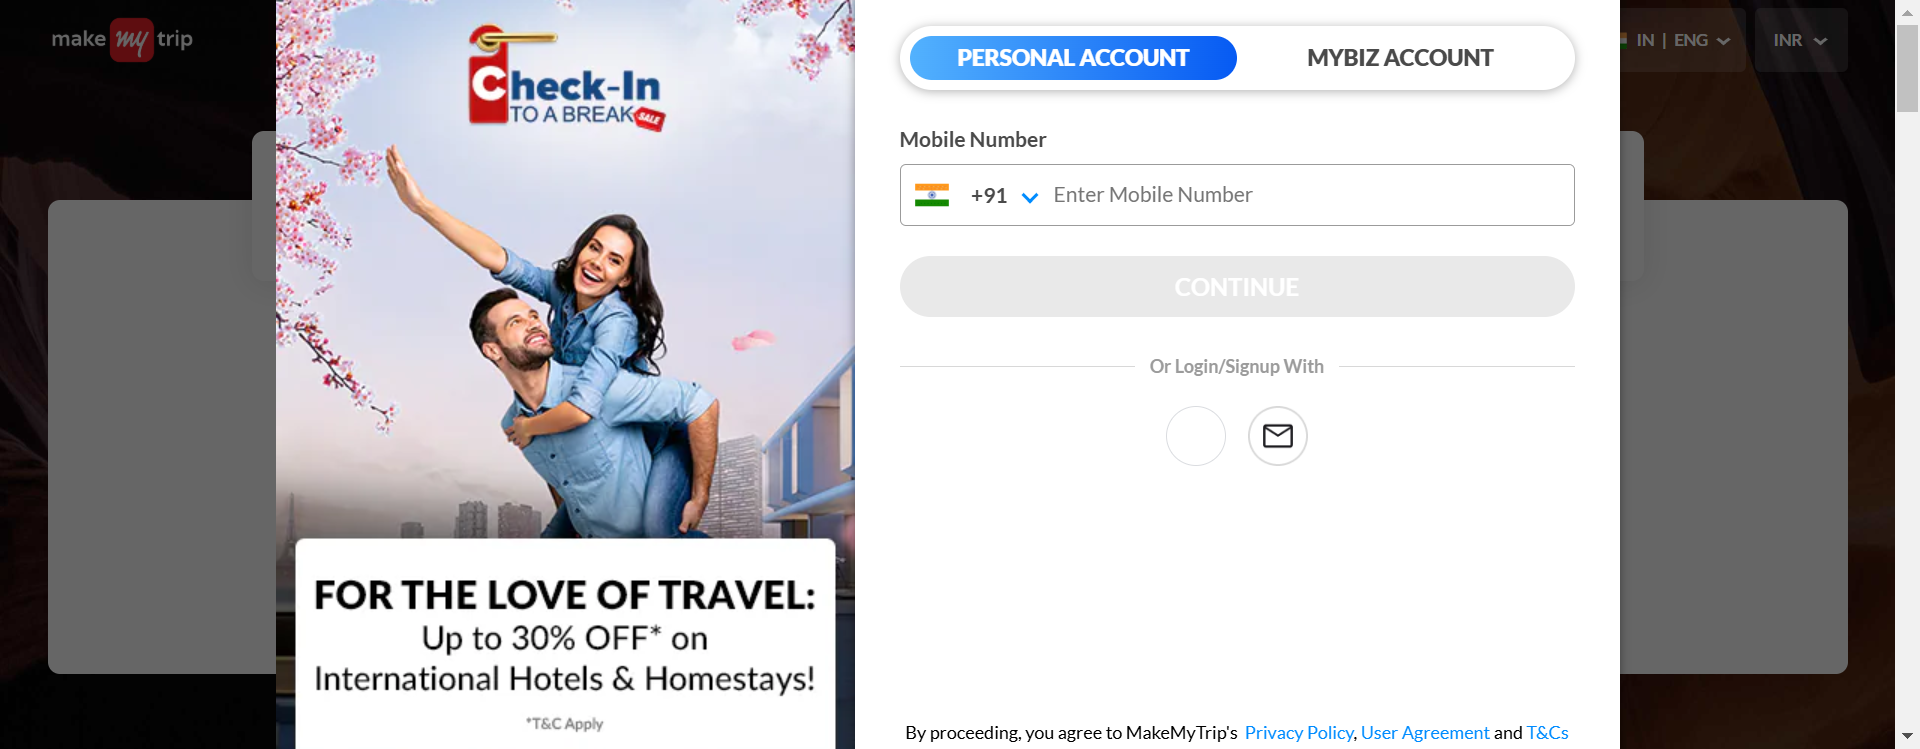 make my trip
IN | ENG
INR
Check-In
TO A BREAK
SALE
FOR THE LOVE OF TRAVEL:
Up to 30% OFF* on
International Hotels & Homestays!
*T&C Apply
PERSONAL ACCOUNT
MYBIZ ACCOUNT
Mobile Number
+91
Enter Mobile Number
CONTINUE
Or Login/Signup With
By proceeding, you agree to MakeMyTrip's Privacy Policy, User Agreement and T&Cs